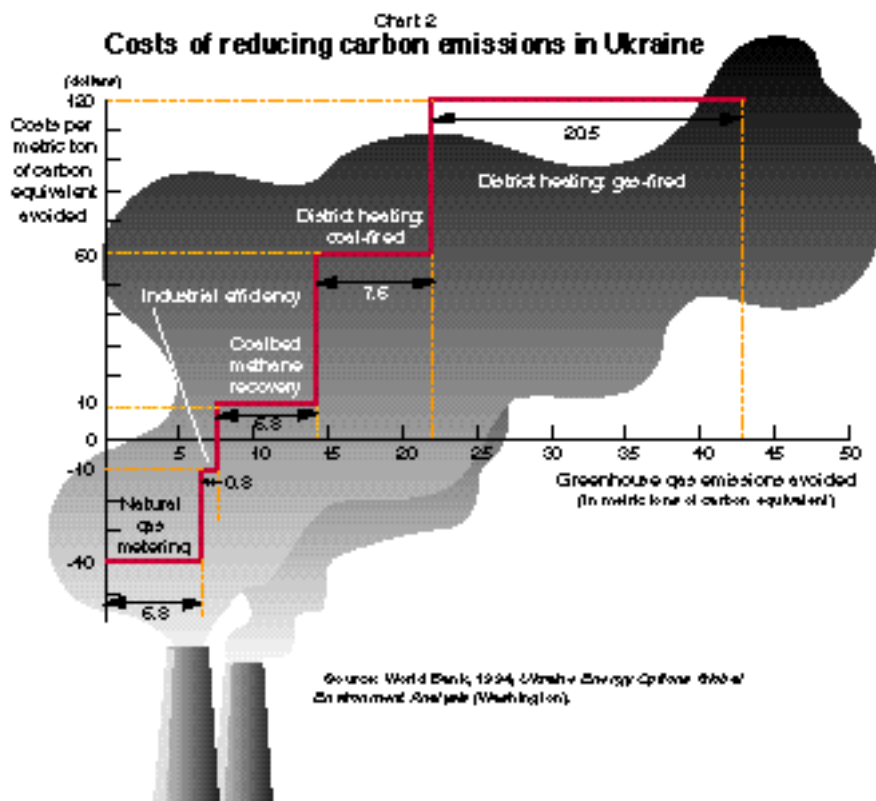 Chart 2
Costs of reducing carbon emissions in Ukraine
(dollars)
120
Costs per
metric ton
of carbon
equivalent
avoided
20.5
District heating: gas-fired
District heating:
coal-fired
60
7.6
Industrial efficiency
Coalbed
methane
recovery
10
6.8
0
5
10
15
20
25
30
35
40
45
50
-10
0.8
Greenhouse gas emissions avoided
(in metric tons of carbon equivalent)
Natural
gas
metering
-40
6.8
Source: World Bank, 1994, Ukraine Energy Options Global
Environment Analysis (Washington).